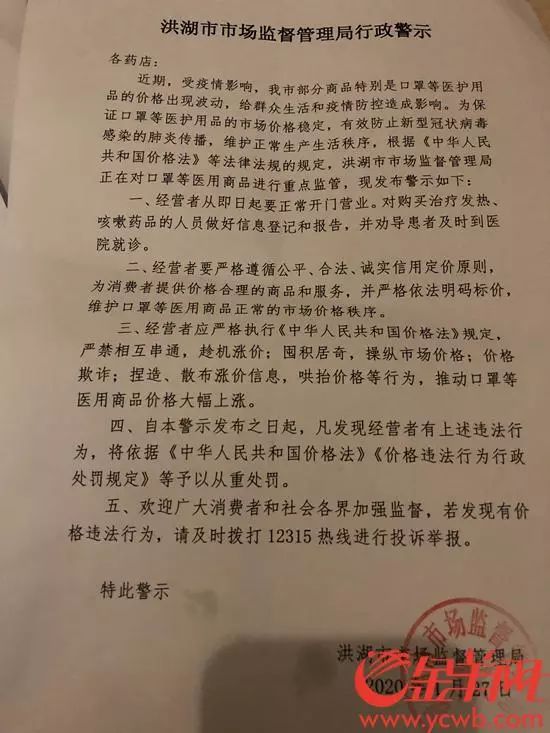 洪湖市市场监督管理局行政警示
各药店：
近期，受疫情影响，我市部分商品特别是口罩等医护用
品的价格出现波动，给群众生活和疫情防控造成影响。为保
证口罩等医护用品的市场价格稳定，有效防止新型冠状病毒
感染的肺炎传播，维护正常生产生活秩序，根据《中华人民
共和国价格法》等法律法规的规定，洪湖市市场监督管理局
正在对口罩等医用商品进行重点监管，现发布警示如下：
一、经营者从即日起要正常开门营业。对购买治疗发热、
咳嗽药品的人员做好信息登记和报告，并劝导患者及时到医
院就诊。
二、经营者要严格遵循公平、合法、诚实信用定价原则，
为消费者提供价格合理的商品和服务，并严格依法明码标价，
维护口罩等医用商品正常的市场价格秩序。
三、经营者应严格执行《中华人民共和国价格法》规定，
严禁相互串通，趁机涨价；囤积居奇，操纵市场价格；价格
欺诈；捏造、散布涨价信息，哄抬价格等行为，推动口罩等
医用商品价格大幅上涨。
四、自本警示发布之日起，凡发现经营者有上述违法行
为，将依据《中华人民共和国价格法》《价格违法行为行政
处罚规定》等予以从重处罚。
五、欢迎广大消费者和社会各界加强监督，若发现有价
格违法行为，请及时拨打 12315 热线进行投诉举报。
特此警示
市场监督
洪湖市市场监督管理局
2020年1月27日
金羊网
www.ycwb.com